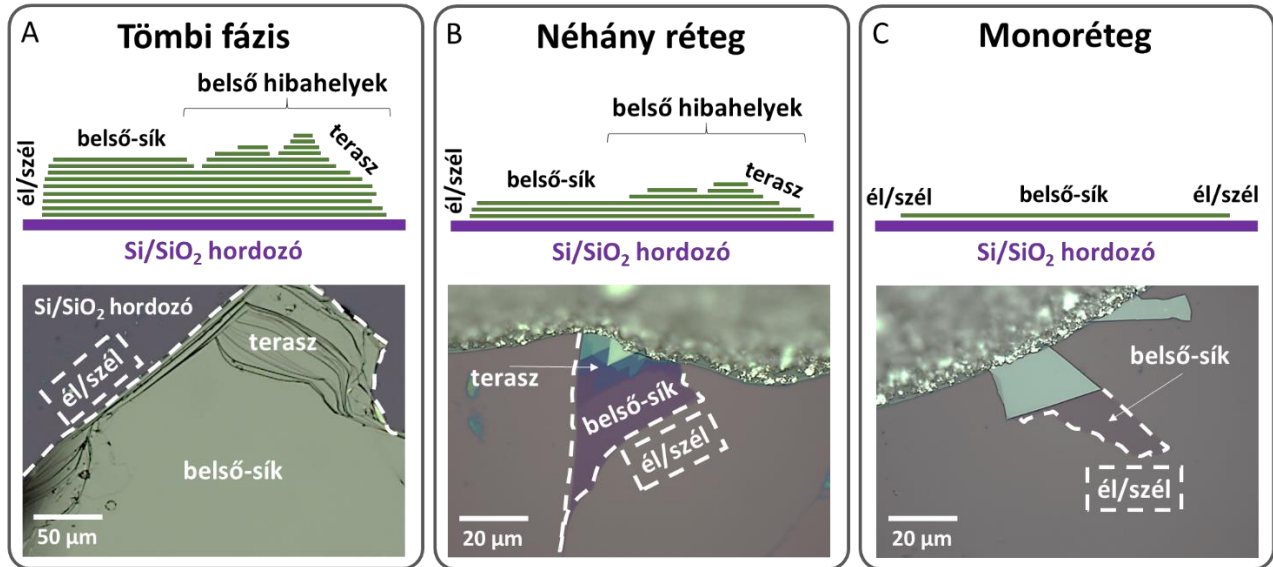 A
Tömbi fázis
belső hibahelyek
belső-sík
terasz
él/szél
Si/SiO₂ hordozó
Si/SiO₂ hordozó
terasz
él/szél
belső-sík
50 µm
B
Néhány réteg
belső hibahelyek
belső-sík
terasz
él/szél
Si/SiO₂ hordozó
terasz
belső-sík
él/szél
20 µm
C
Monoréteg
él/szél
belső-sík
él/szél
Si/SiO₂ hordozó
belső-sík
él/szél
20 µm